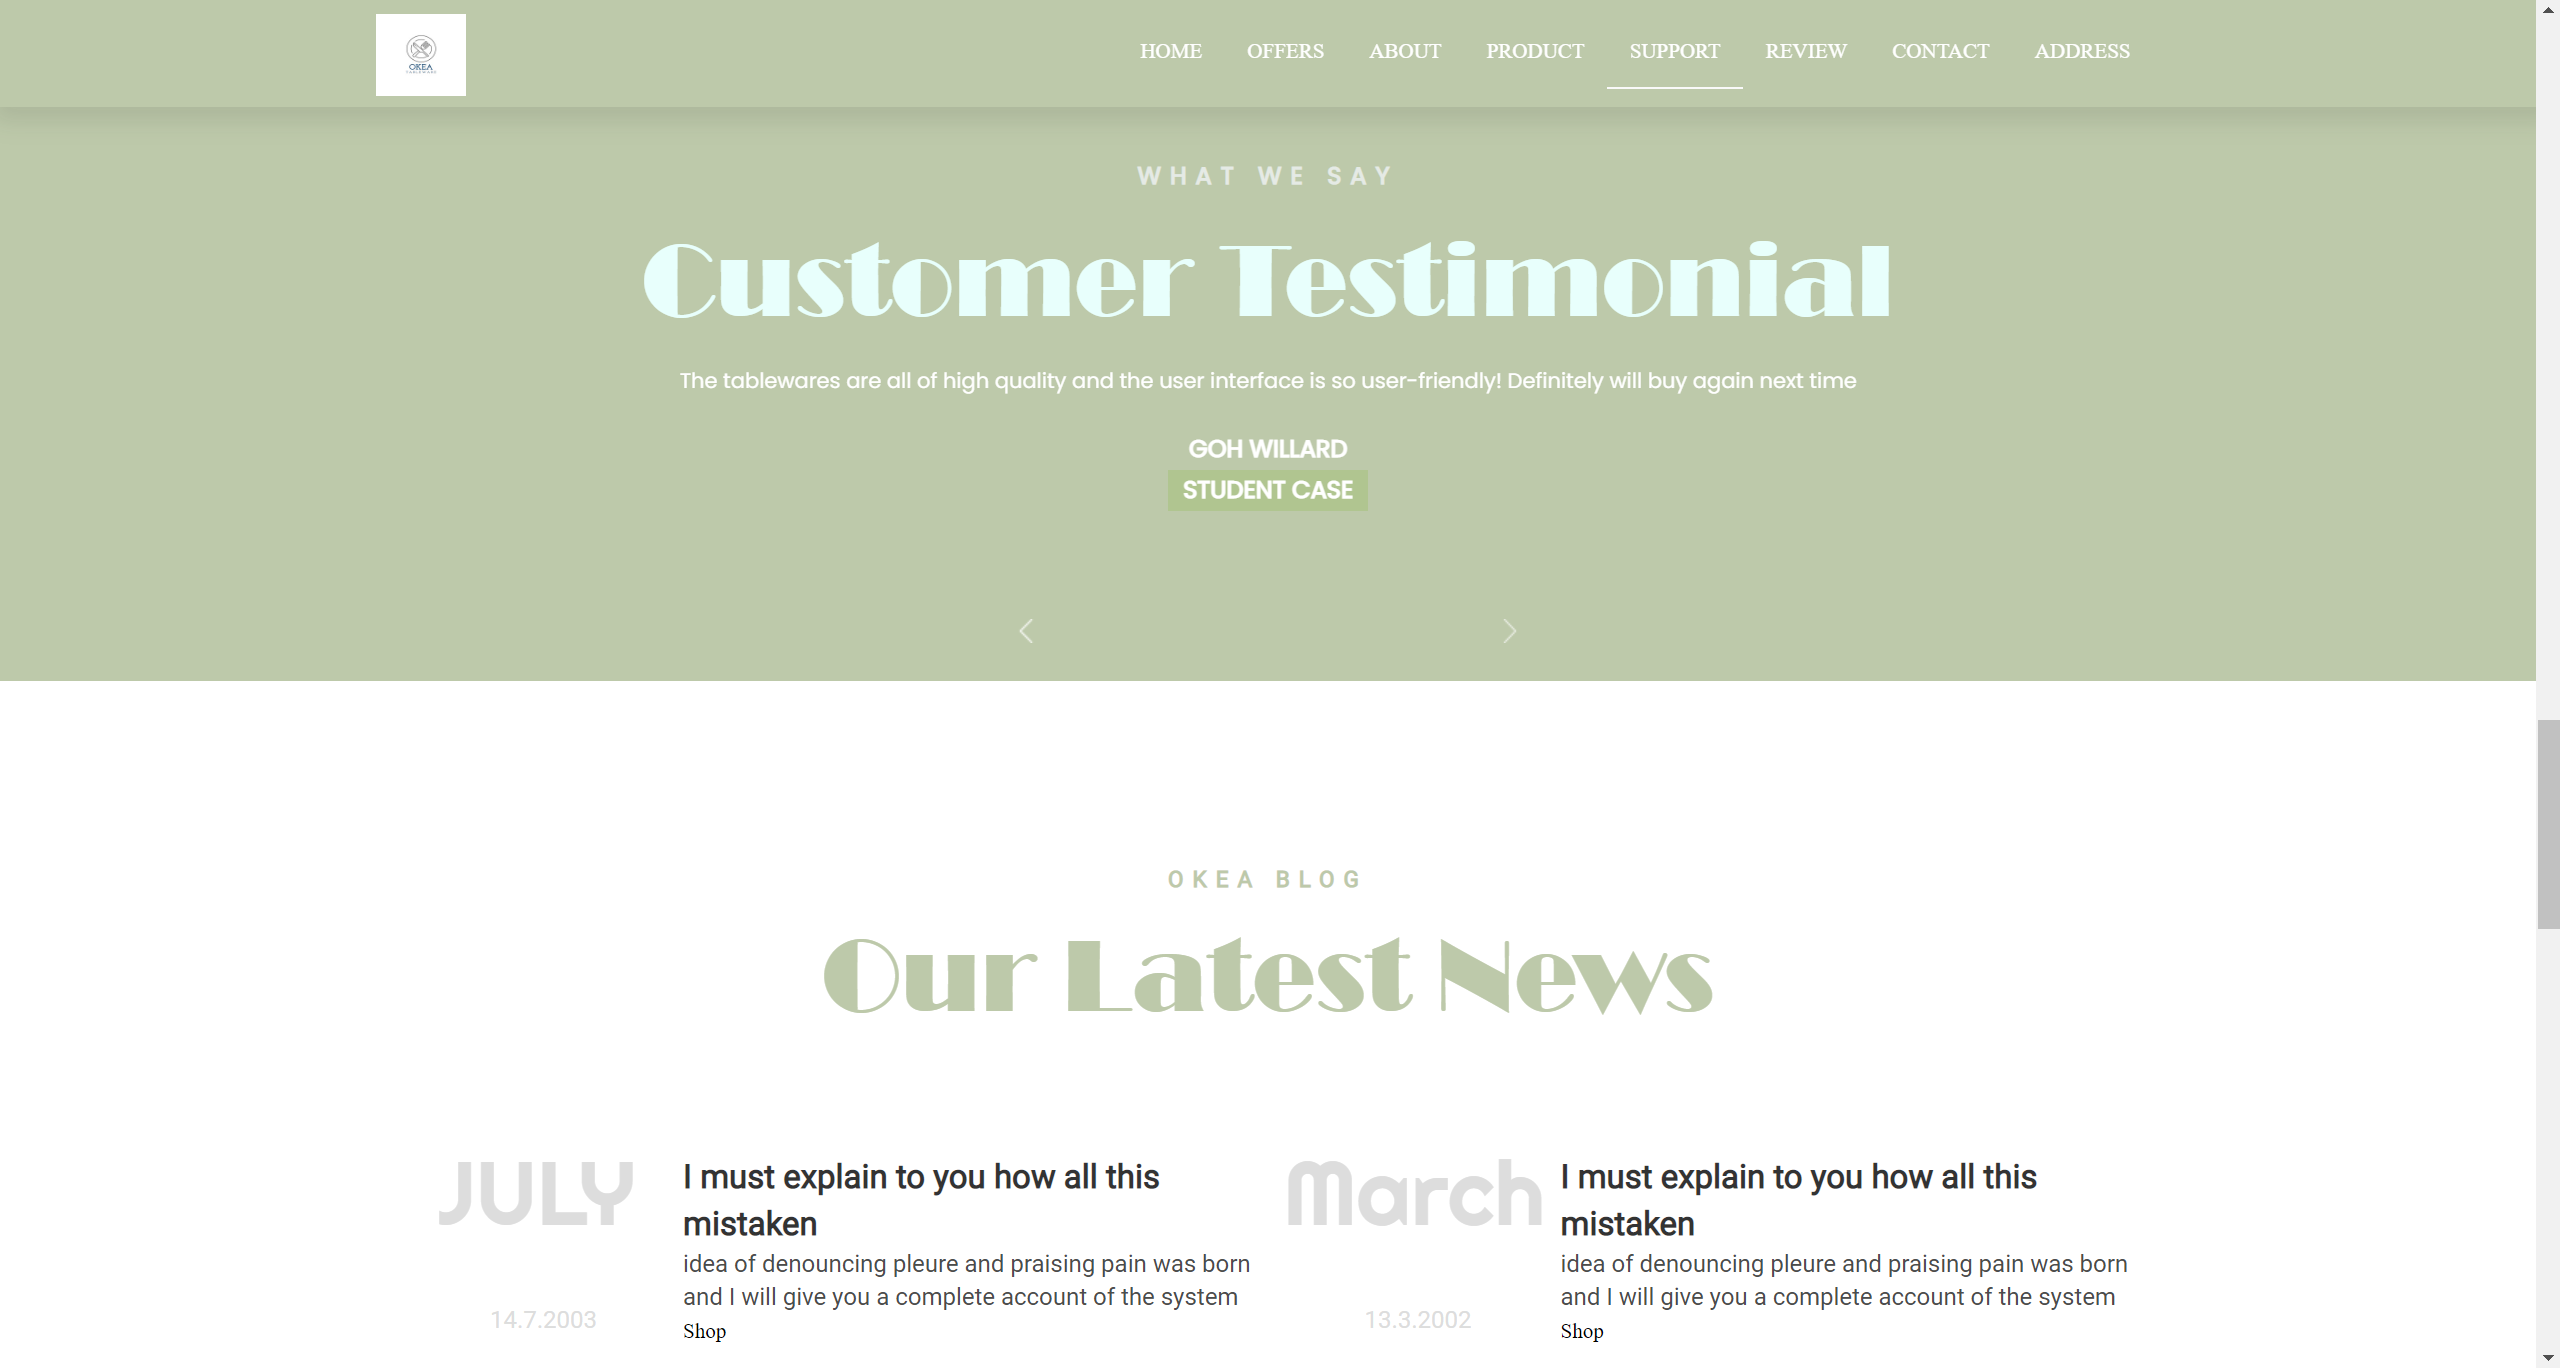 OKEA
TABLEWARE
HOME
OFFERS
ABOUT
PRODUCT
SUPPORT
REVIEW
CONTACT
ADDRESS
WHAT WE SAY
Customer Testimonial
The tablewares are all of high quality and the user interface is so user-friendly! Definitely will buy again next time
GOH WILLARD
STUDENT CASE
OKEA BLOG
Our Latest News
JULY
14.7.2003
I must explain to you how all this
mistaken
idea of denouncing pleure and praising pain was born
and I will give you a complete account of the system
Shop
March
13.3.2002
I must explain to you how all this
mistaken
idea of denouncing pleure and praising pain was born
and I will give you a complete account of the system
Shop